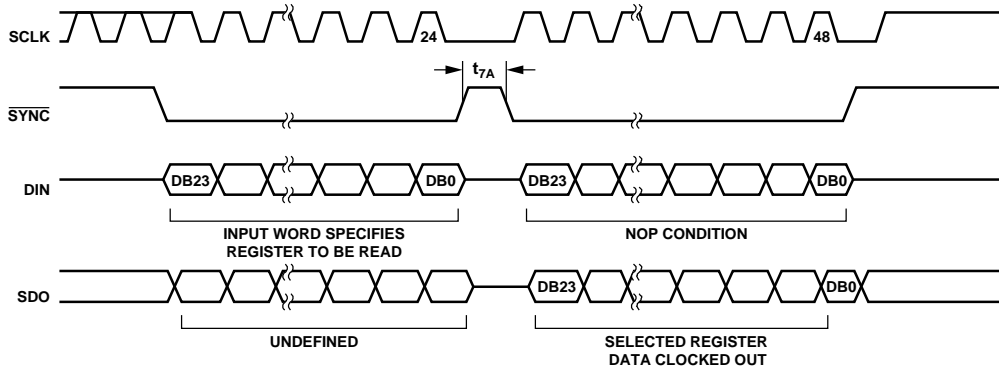 SCLK
24
48
t7A
SYNC
DIN
DB23
DB0
DB23
DB0
INPUT WORD SPECIFIES
REGISTER TO BE READ
NOP CONDITION
SDO
DB23
DB0
UNDEFINED
SELECTED REGISTER
DATA CLOCKED OUT